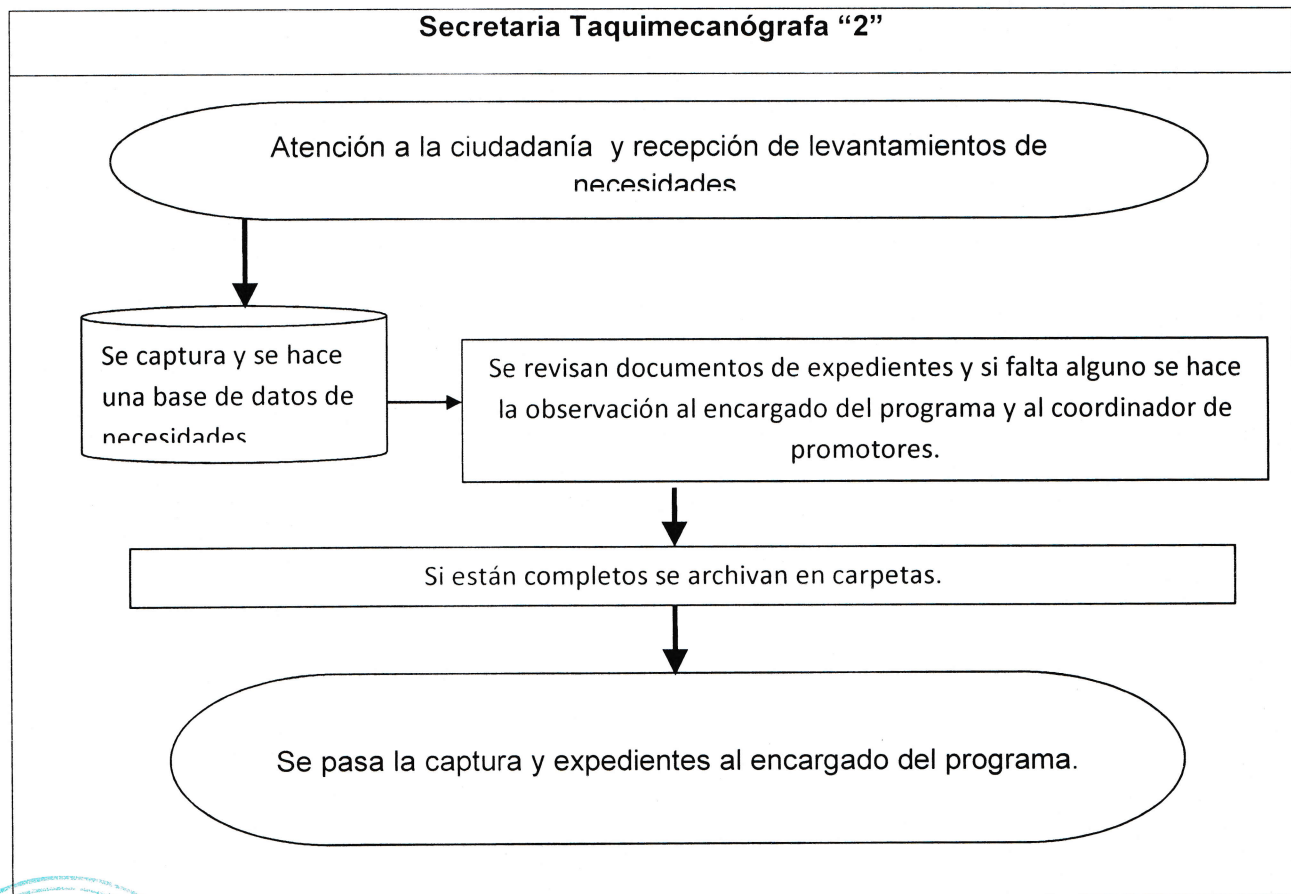 Secretaria Taquimecanógrafa “2”
Atención a la ciudadanía y recepción de levantamientos de
necesidades
Se captura y se hace
una base de datos de
necesidades
Se revisan documentos de expedientes y si falta alguno se hace
la observación al encargado del programa y al coordinador de
promotores.
Si están completos se archivan en carpetas.
Se pasa la captura y expedientes al encargado del programa.